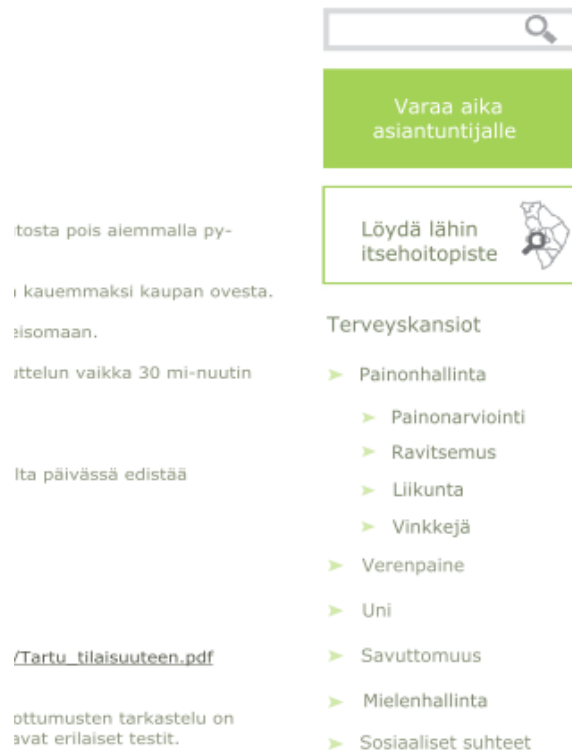 itosta pois aiemmalla py-
kauemmaksi kaupan ovesta.
eisomaan.
uttelun vaikka 30 mi-nuutin
lta päivässä edistää
/Tartu_tilaisuuteen.pdf
ottumusten tarkastelu on
avat erilaiset testit.
Varaa aika
asiantuntijalle
Löydä lähin
itsehoitopiste
Terveyskansiot
Painonhallinta
Painonarviointi
Ravitsemus
Liikunta
Vinkkejä
Verenpaine
Uni
Savuttomuus
Mielenhallinta
Sosiaaliset suhteet